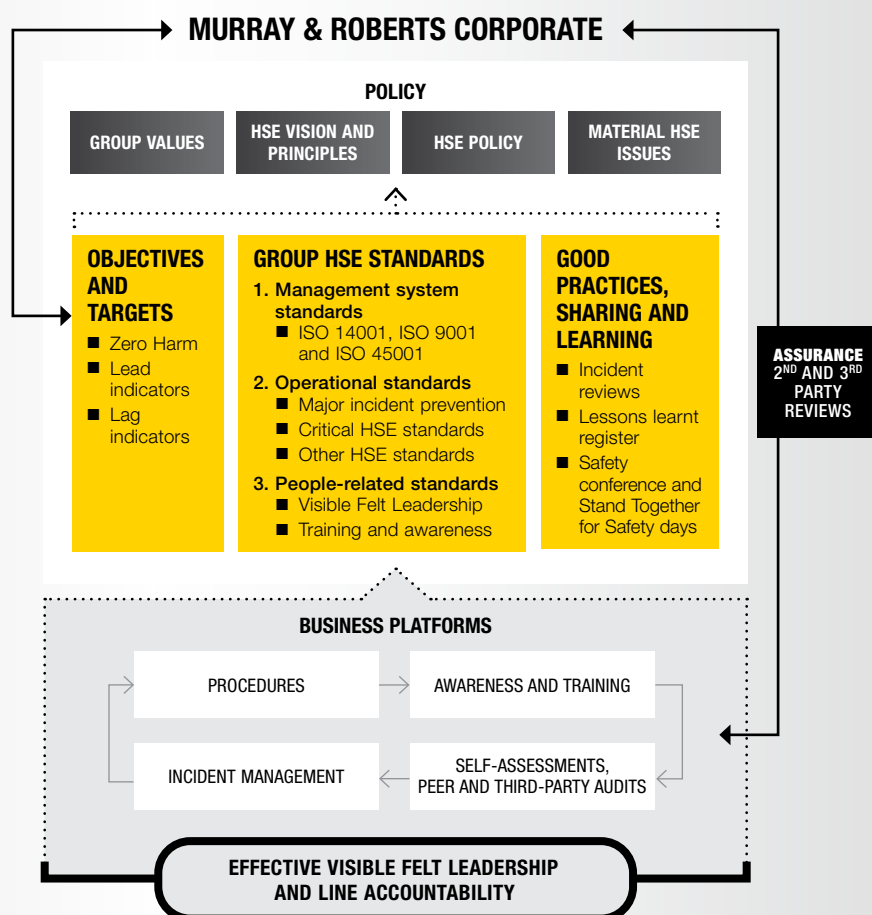 MURRAY & ROBERTS CORPORATE
POLICY
GROUP VALUES
HSE VISION AND
PRINCIPLES
HSE POLICY
MATERIAL HSE
ISSUES
OBJECTIVES
AND
TARGETS
■ Zero Harm
■ Lead
indicators
■ Lag
indicators
GROUP HSE STANDARDS
1. Management system
standards
■ ISO 14001, ISO 9001
and ISO 45001
2. Operational standards
■ Major incident prevention
■ Critical HSE standards
■ Other HSE standards
3. People-related standards
■ Visible Felt Leadership
■ Training and awareness
GOOD
PRACTICES,
SHARING AND
LEARNING
■ Incident
reviews
■ Lessons learnt
register
■ Safety
conference and
Stand Together
for Safety days
ASSURANCE
2ND AND 3RD
PARTY
REVIEWS
BUSINESS PLATFORMS
PROCEDURES
AWARENESS AND TRAINING
INCIDENT MANAGEMENT
SELF-ASSESSMENTS,
PEER AND THIRD-PARTY AUDITS
EFFECTIVE VISIBLE FELT LEADERSHIP
AND LINE ACCOUNTABILITY